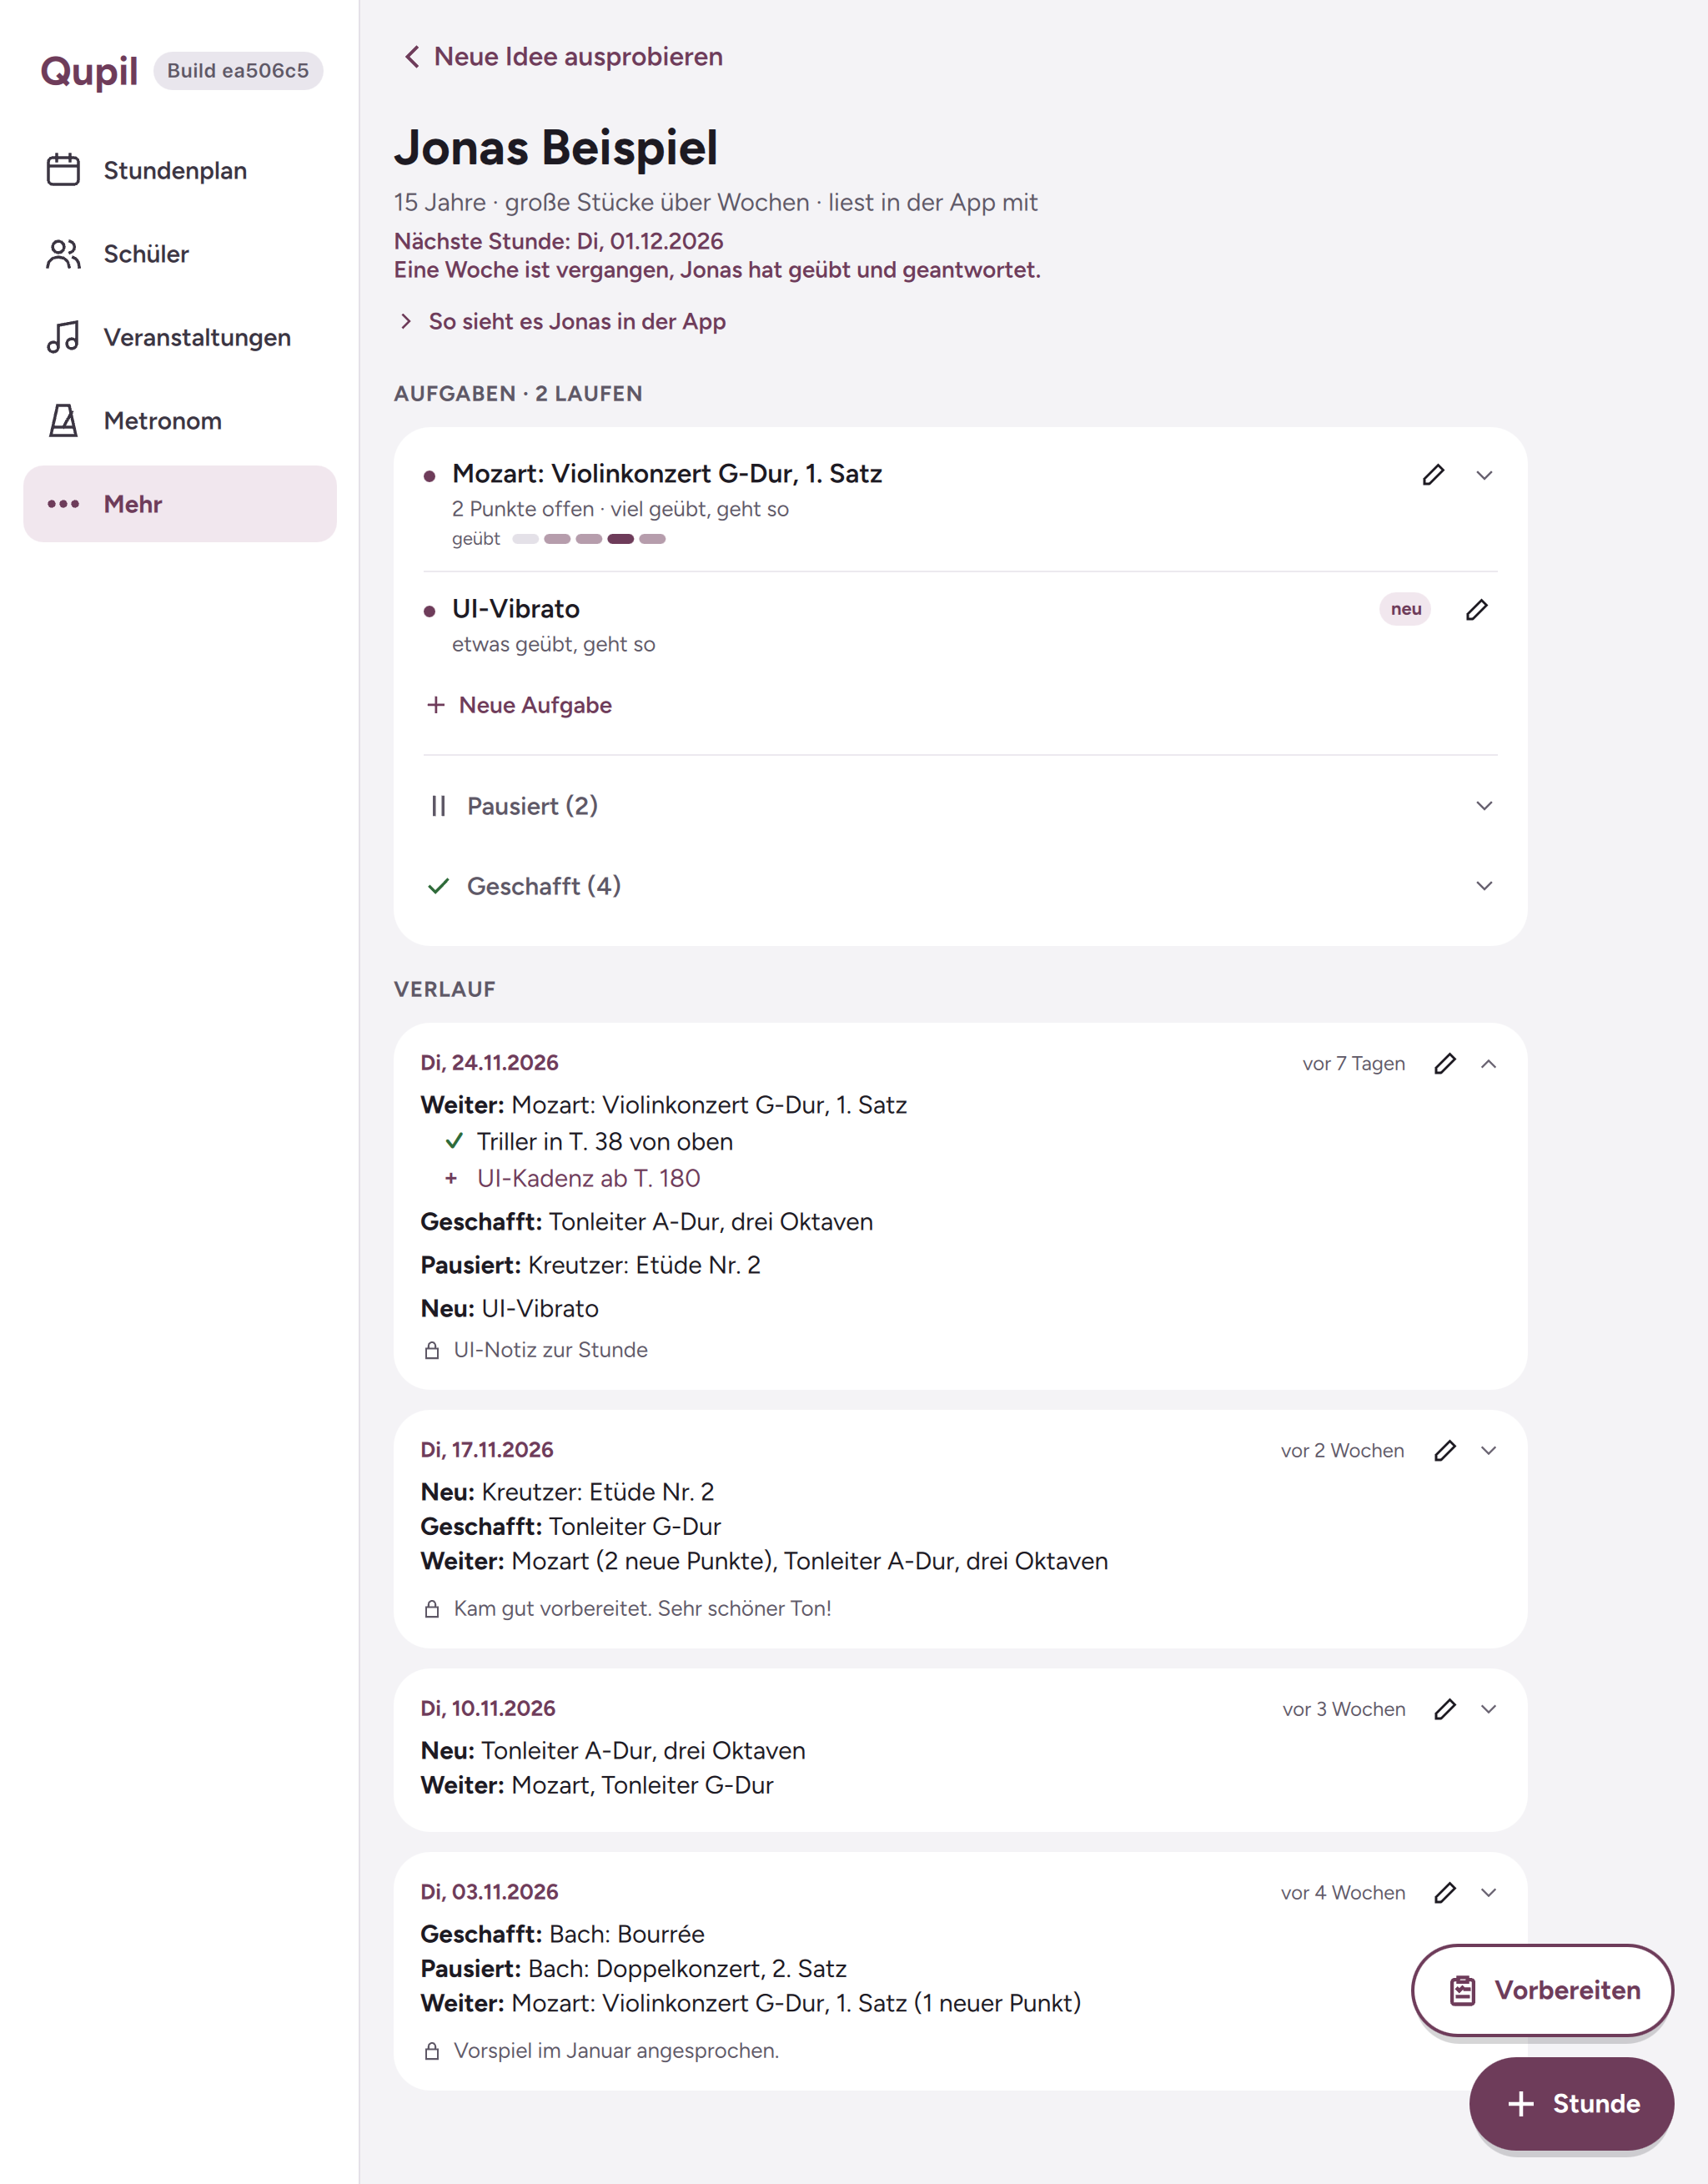 Qupil
Build ea506c5
Stundenplan
Schüler
Veranstaltungen
Metronom
Mehr
Neue Idee ausprobieren
Jonas Beispiel
15 Jahre · große Stücke über Wochen · liest in der App mit
Nächste Stunde: Di, 01.12.2026
Eine Woche ist vergangen, Jonas hat geübt und geantwortet.
So sieht es Jonas in der App
AUFGABEN · 2 LAUFEN
Mozart: Violinkonzert G-Dur, 1. Satz
2 Punkte offen · viel geübt, geht so
geübt
UI-Vibrato
neu
etwas geübt, geht so
+ Neue Aufgabe
Pausiert (2)
Geschafft (4)
VERLAUF
Di, 24.11.2026
vor 7 Tagen
Weiter: Mozart: Violinkonzert G-Dur, 1. Satz
✓ Triller in T. 38 von oben
+ UI-Kadenz ab T. 180
Geschafft: Tonleiter A-Dur, drei Oktaven
Pausiert: Kreutzer: Etüde Nr. 2
Neu: UI-Vibrato
UI-Notiz zur Stunde
Di, 17.11.2026
vor 2 Wochen
Neu: Kreutzer: Etüde Nr. 2
Geschafft: Tonleiter G-Dur
Weiter: Mozart (2 neue Punkte), Tonleiter A-Dur, drei Oktaven
Kam gut vorbereitet. Sehr schöner Ton!
Di, 10.11.2026
vor 3 Wochen
Neu: Tonleiter A-Dur, drei Oktaven
Weiter: Mozart, Tonleiter G-Dur
Di, 03.11.2026
vor 4 Wochen
Geschafft: Bach: Bourrée
Pausiert: Bach: Doppelkonzert, 2. Satz
Weiter: Mozart: Violinkonzert G-Dur, 1. Satz (1 neuer Punkt)
Vorspiel im Januar angesprochen.
Vorbereiten
+ Stunde